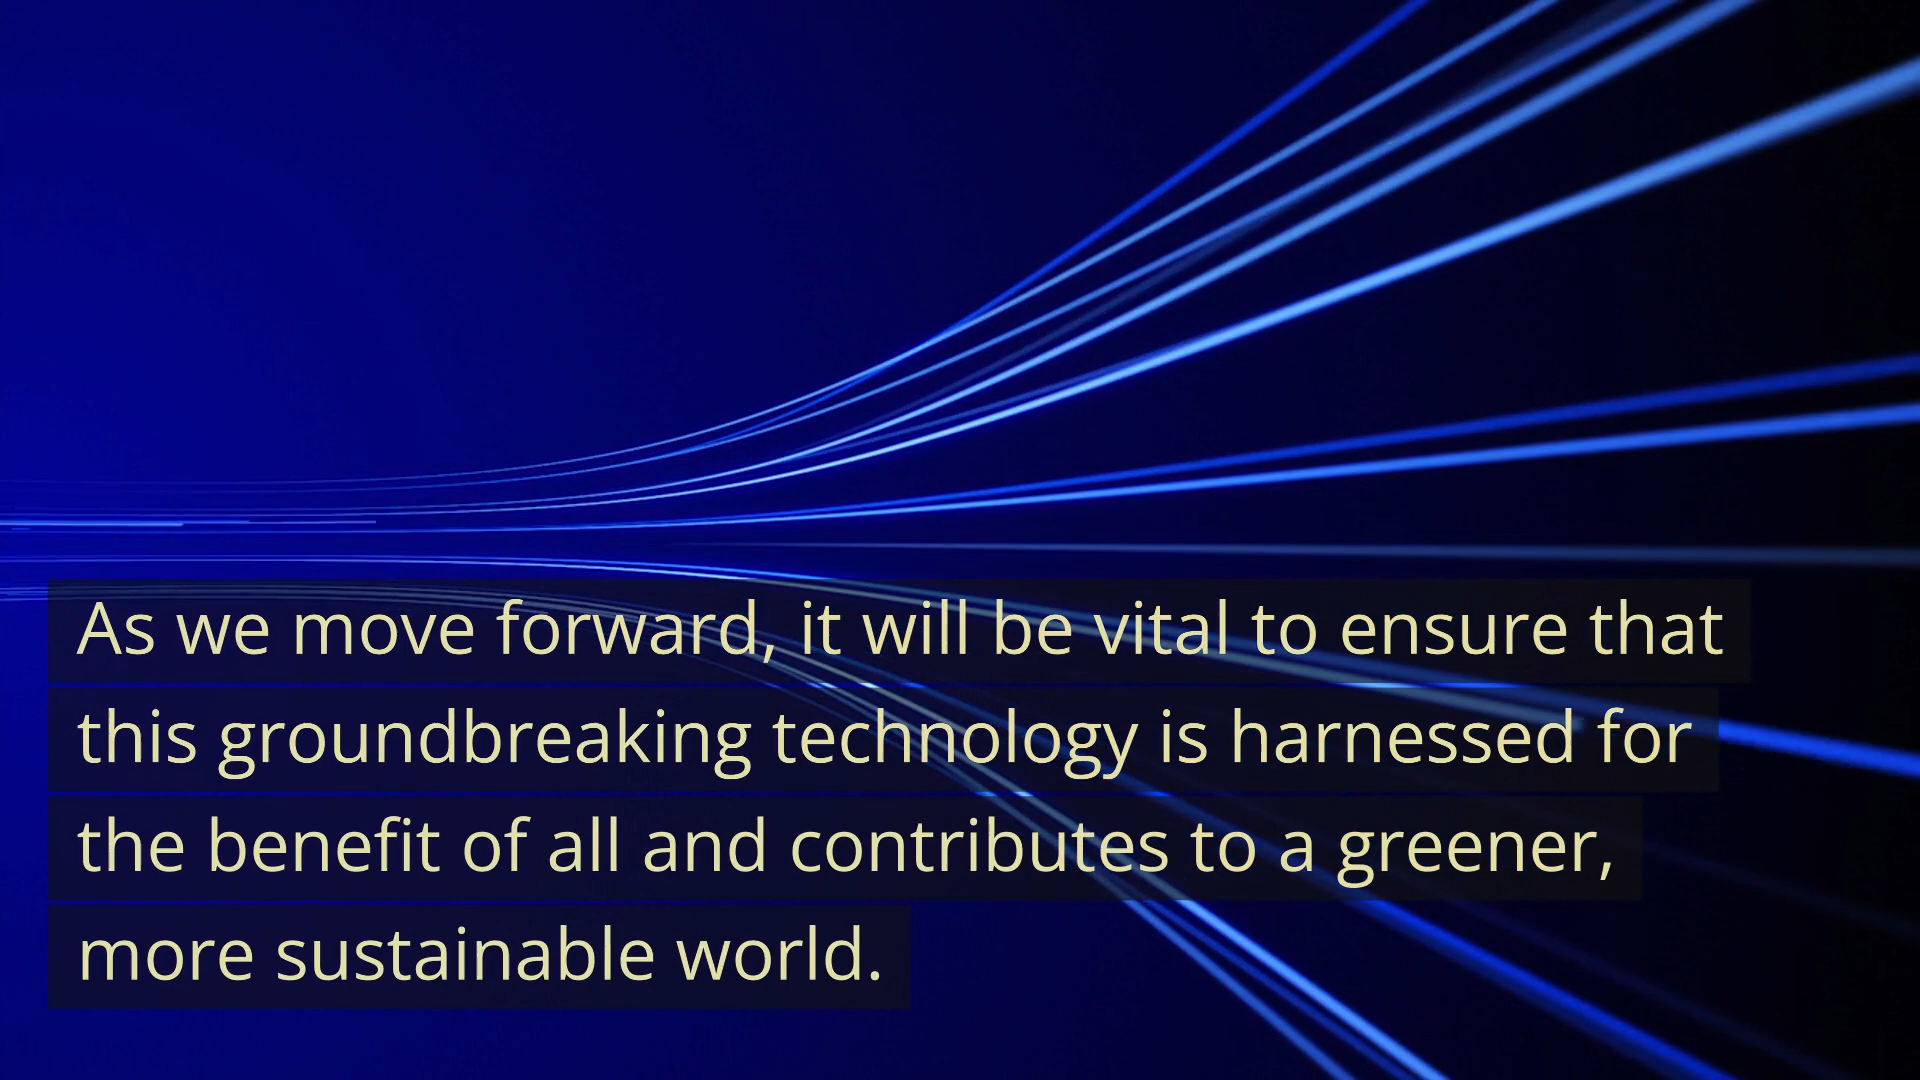 As we move forward, it will be vital to ensure that
this groundbreaking technology is harnessed for
the benefit of all and contributes to a greener,
more sustainable world.